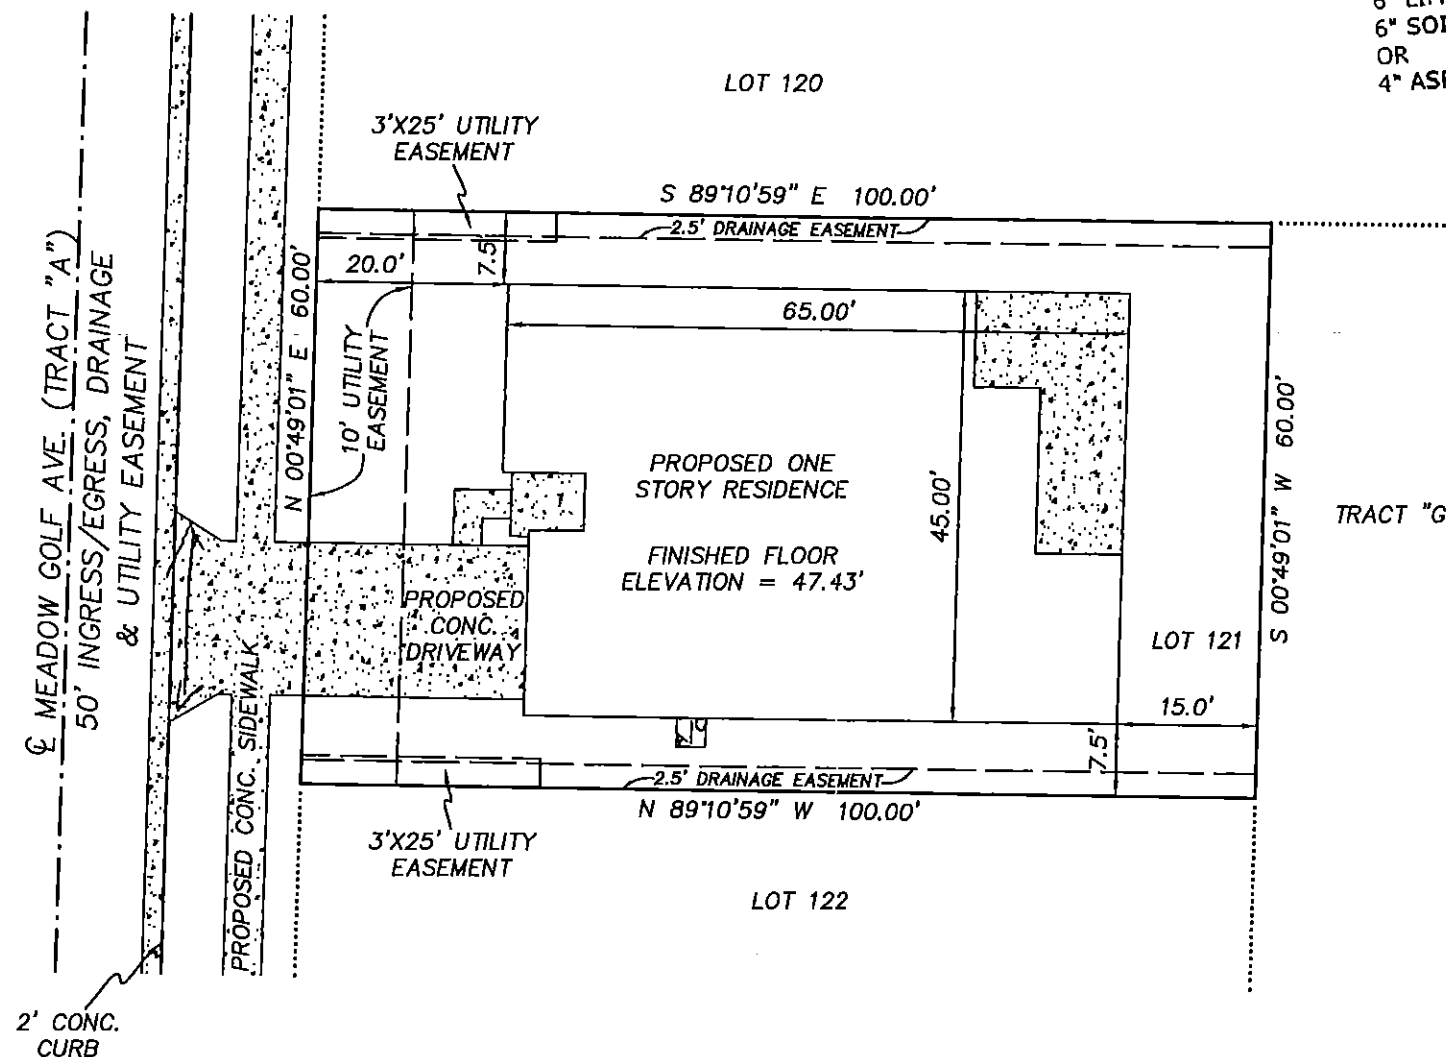 6" SOI
OR
4" ASP
LOT 120
3'X25' UTILITY
EASEMENT
S 89°10'59" E 100.00'
2.5' DRAINAGE EASEMENT
20.0'
7.5'
65.00'
N 00°49'01" E 60.00'
10' UTILITY
EASEMENT
℄ MEADOW GOLF AVE. (TRACT "A")
50' INGRESS/EGRESS, DRAINAGE
& UTILITY EASEMENT
PROPOSED ONE
STORY RESIDENCE
FINISHED FLOOR
ELEVATION = 47.43'
45.00'
S 00°49'01" W 60.00'
TRACT "G
PROPOSED
CONC.
DRIVEWAY
LOT 121
15.0'
7.5'
PROPOSED CONC. SIDEWALK
2.5' DRAINAGE EASEMENT
N 89°10'59" W 100.00'
3'X25' UTILITY
EASEMENT
LOT 122
2' CONC.
CURB